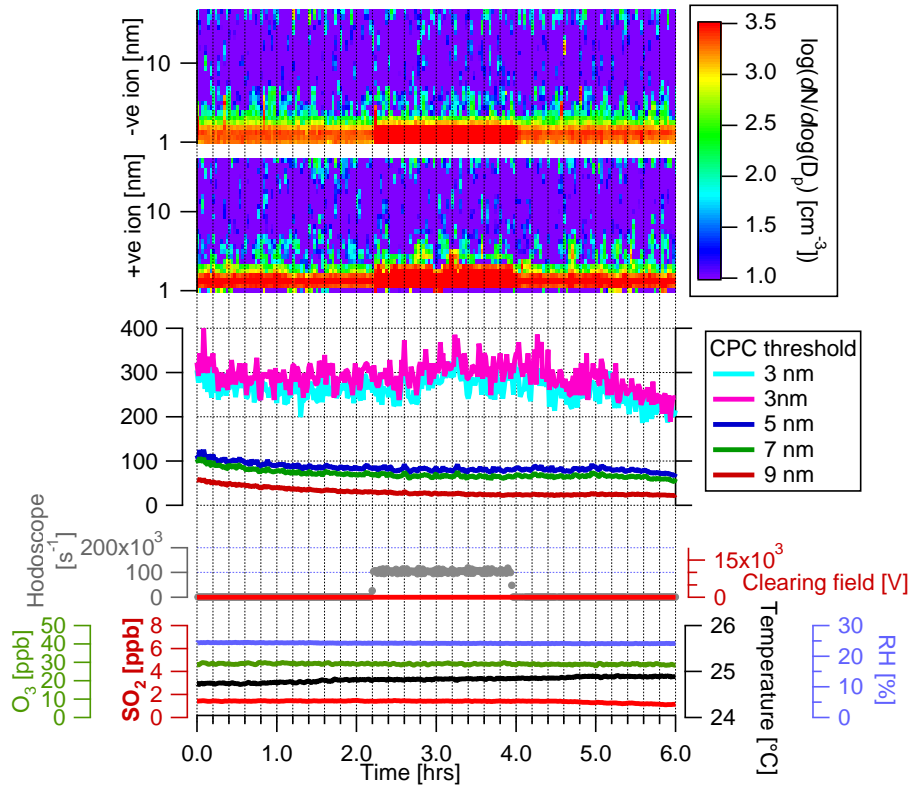 -ve ion [nm]
10
1
+ve ion [nm]
10
1
3.5
3.0
2.5
2.0
1.5
1.0
log(dN/dlog(Dp) [cm-3])
400
300
200
100
0
CPC threshold
3 nm
3nm
5 nm
7 nm
9 nm
Hodoscope
[s-1]
200x10³
100
0
15x10³
0
Clearing field [V]
O3 [ppb]
50
40
30
20
10
0
SO2 [ppb]
8
6
4
2
0
26
25
24
Temperature [°C]
30
20
10
0
RH [%]
0.0 1.0 2.0 3.0 4.0 5.0 6.0
Time [hrs]